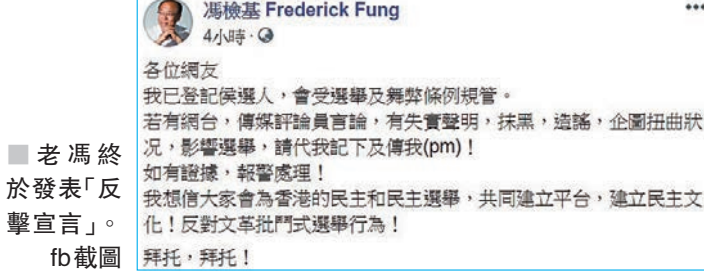 馮檢基 Frederick Fung
4小時·
各位網友
我已登記侯選人，會受選舉及舞弊條例規管。
若有網台，傳媒評論員言論，有失實聲明，抹黑，造謠，企圖扭曲狀
况，影響選舉，請代我記下及傳我(pm)！
如有證據，報警處理！
我想信大家會為香港的民主和民主選舉，共同建立平台，建立民主文
化！反對文革批鬥式選舉行為！
拜托，拜托！
■老馮終
於發表「反
擊宣言」。
fb截圖